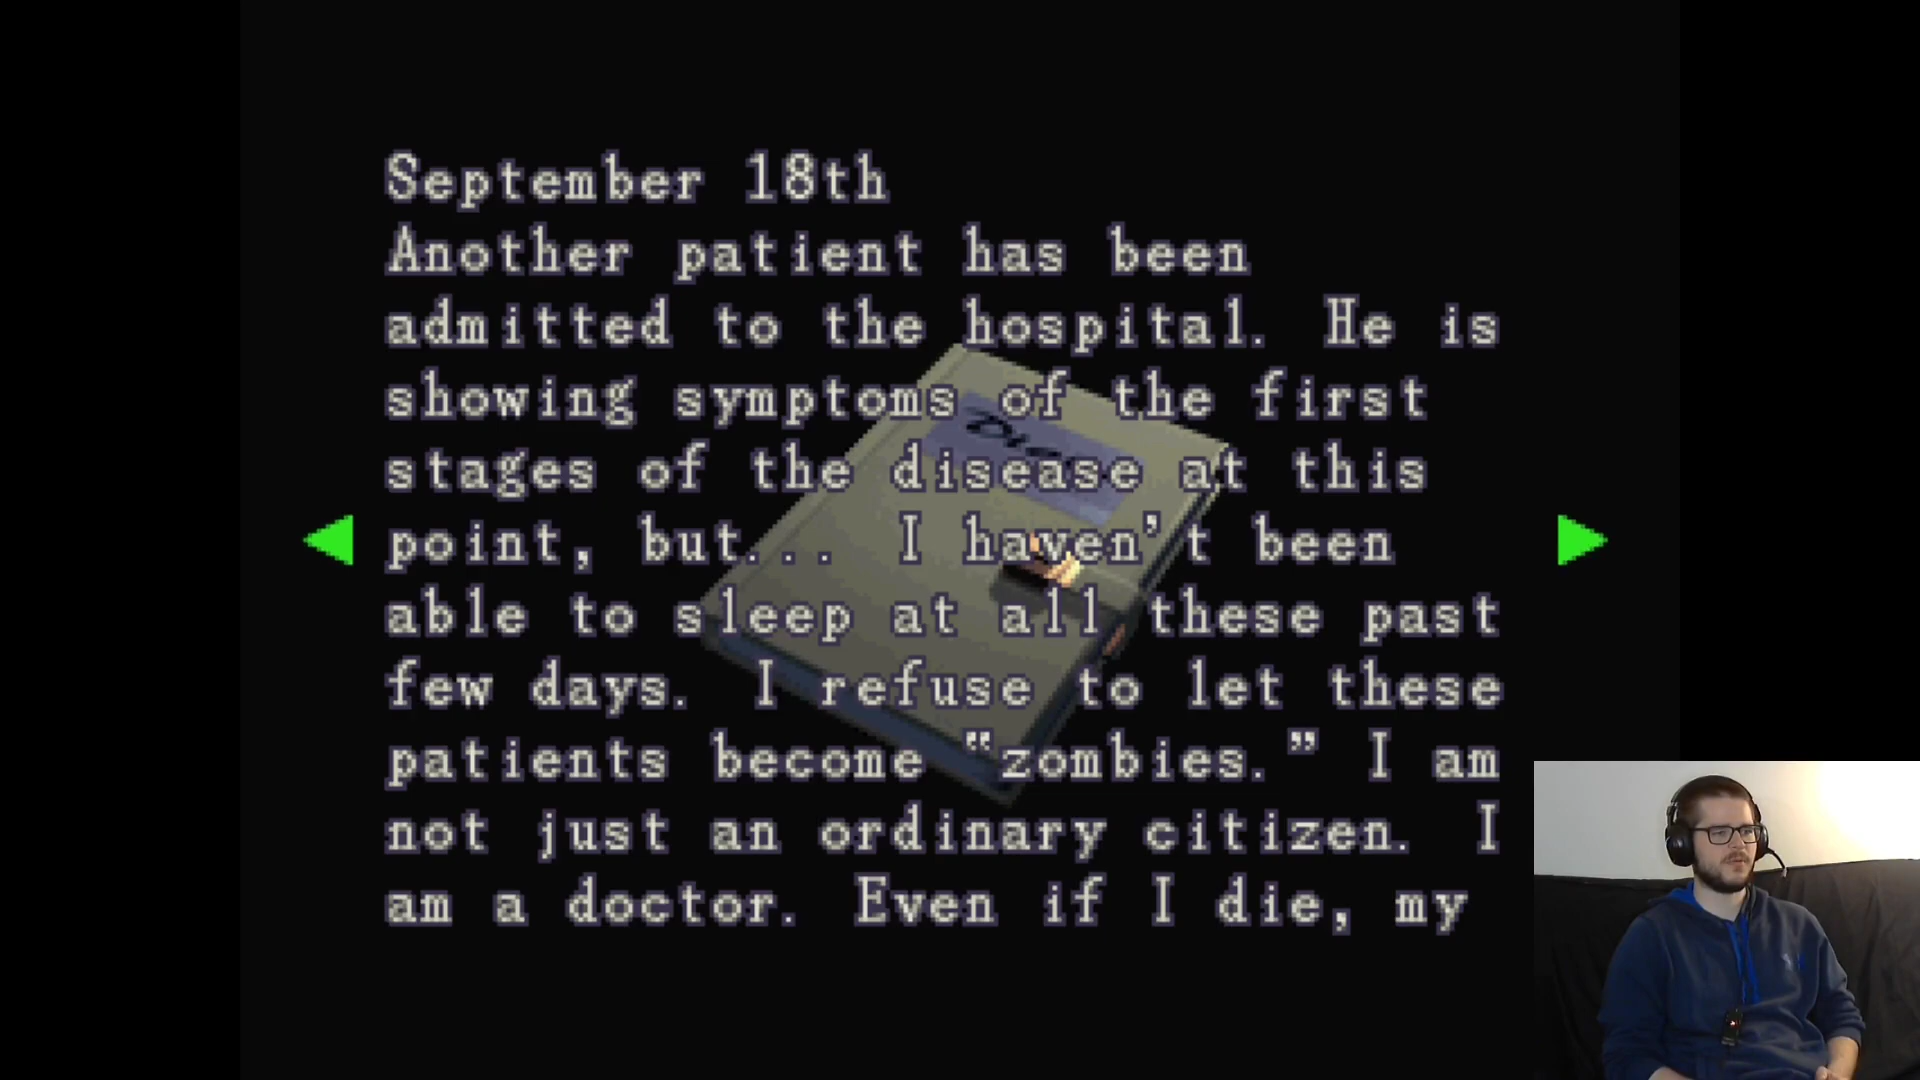 September 18th
Another patient has been
admitted to the hospital. He is
showing symptoms of the first
stages of the disease at this
point, but... I haven't been
able to sleep at all these past
few days. I refuse to let these
patients become "zombies." I am
not just an ordinary citizen. I
am a doctor. Even if I die, my